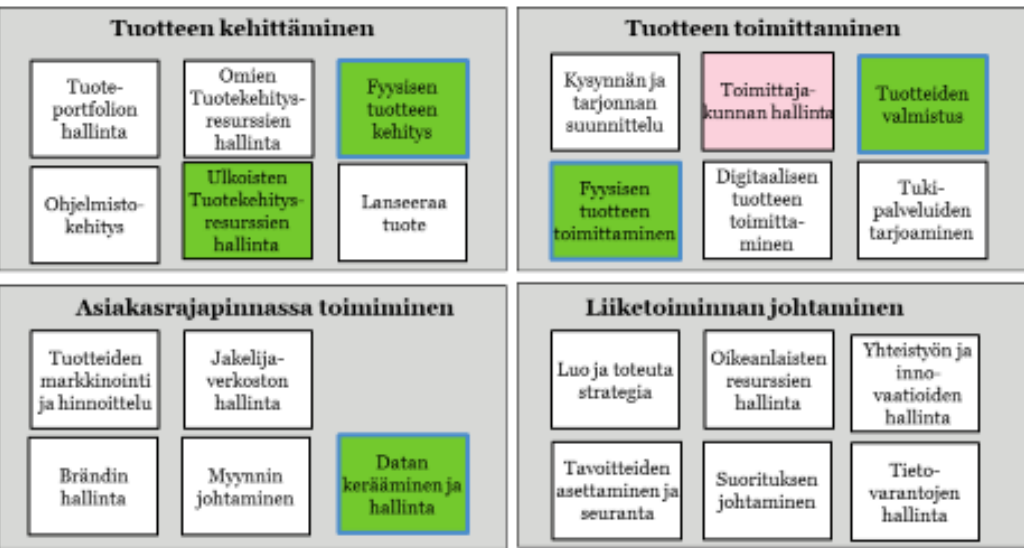 Tuotteen kehittäminen
Tuote-
portfolion
hallinta
Omien
Tuotekehitys-
resurssien
hallinta
Fyysisen
tuotteen
kehitys
Ohjelmisto-
kehitys
Ulkoisten
Tuotekehitys-
resurssien
hallinta
Lanseeraa
tuote
Tuotteen toimittaminen
Kysynnän ja
tarjonnan
suunnittelu
Toimittaja-
kunnan hallinta
Tuotteiden
valmistus
Fyysisen
tuotteen
toimittaminen
Digitaalisen
tuotteen
toimitta-
minen
Tuki-
palveluiden
tarjoaminen
Asiakasrajapinnassa toimiminen
Tuotteiden
markkinointi
ja hinnoittelu
Jakelija-
verkoston
hallinta
Brändin
hallinta
Myynnin
johtaminen
Datan
kerääminen ja
hallinta
Liiketoiminnan johtaminen
Luo ja toteuta
strategia
Oikeanlaisten
resurssien
hallinta
Yhteistyön ja
inno-
vaatioiden
hallinta
Tavoitteiden
asettaminen ja
seuranta
Suorituksen
johtaminen
Tieto-
varantojen
hallinta